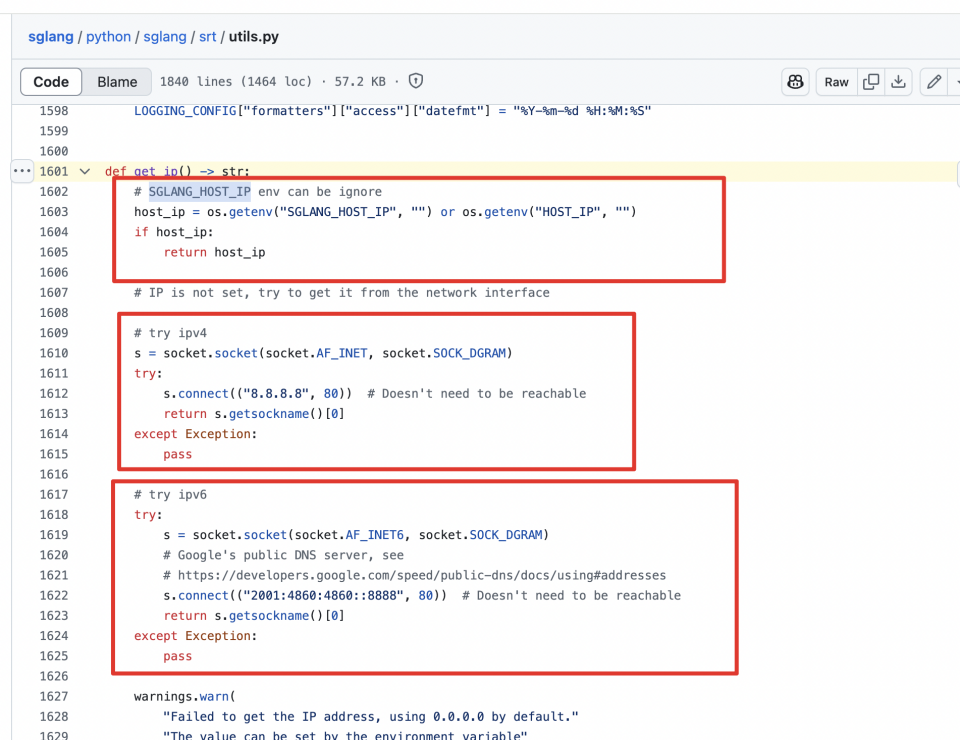 sglang / python / sglang / srt / utils.py
Code Blame 1840 lines (1464 loc) · 57.2 KB · Raw
1598 LOGGING_CONFIG["formatters"]["access"]["datefmt"] = "%Y-%m-%d %H:%M:%S"
1599
1600
1601 def get_ip() -> str:
1602 # SGLANG_HOST_IP env can be ignore
1603 host_ip = os.getenv("SGLANG_HOST_IP", "") or os.getenv("HOST_IP", "")
1604 if host_ip:
1605 return host_ip
1606
1607 # IP is not set, try to get it from the network interface
1608
1609 # try ipv4
1610 s = socket.socket(socket.AF_INET, socket.SOCK_DGRAM)
1611 try:
1612 s.connect(("8.8.8.8", 80)) # Doesn't need to be reachable
1613 return s.getsockname()[0]
1614 except Exception:
1615 pass
1616
1617 # try ipv6
1618 try:
1619 s = socket.socket(socket.AF_INET6, socket.SOCK_DGRAM)
1620 # Google's public DNS server, see
1621 # https://developers.google.com/speed/public-dns/docs/using#addresses
1622 s.connect(("2001:4860:4860::8888", 80)) # Doesn't need to be reachable
1623 return s.getsockname()[0]
1624 except Exception:
1625 pass
1626
1627 warnings.warn(
1628 "Failed to get the IP address, using 0.0.0.0 by default."
1629 "The value can be set by the environment variable"